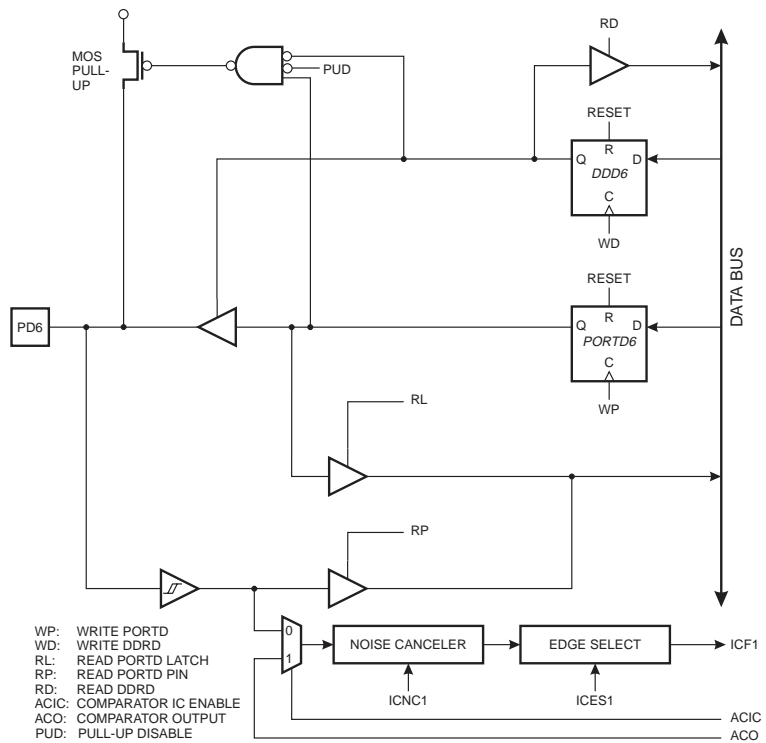 RD
MOS
PULL-
UP
PUD
RESET
R
Q
D
DDD6
C
WD
DATA BUS
RESET
R
PD6
Q
D
PORTD6
C
WP
RL
RP
0
1
NOISE CANCELER
EDGE SELECT
ICF1
ICNC1
ICES1
ACIC
ACO
WP: WRITE PORTD
WD: WRITE DDRD
RL: READ PORTD LATCH
RP: READ PORTD PIN
RD: READ DDRD
ACIC: COMPARATOR IC ENABLE
ACO: COMPARATOR OUTPUT
PUD: PULL-UP DISABLE